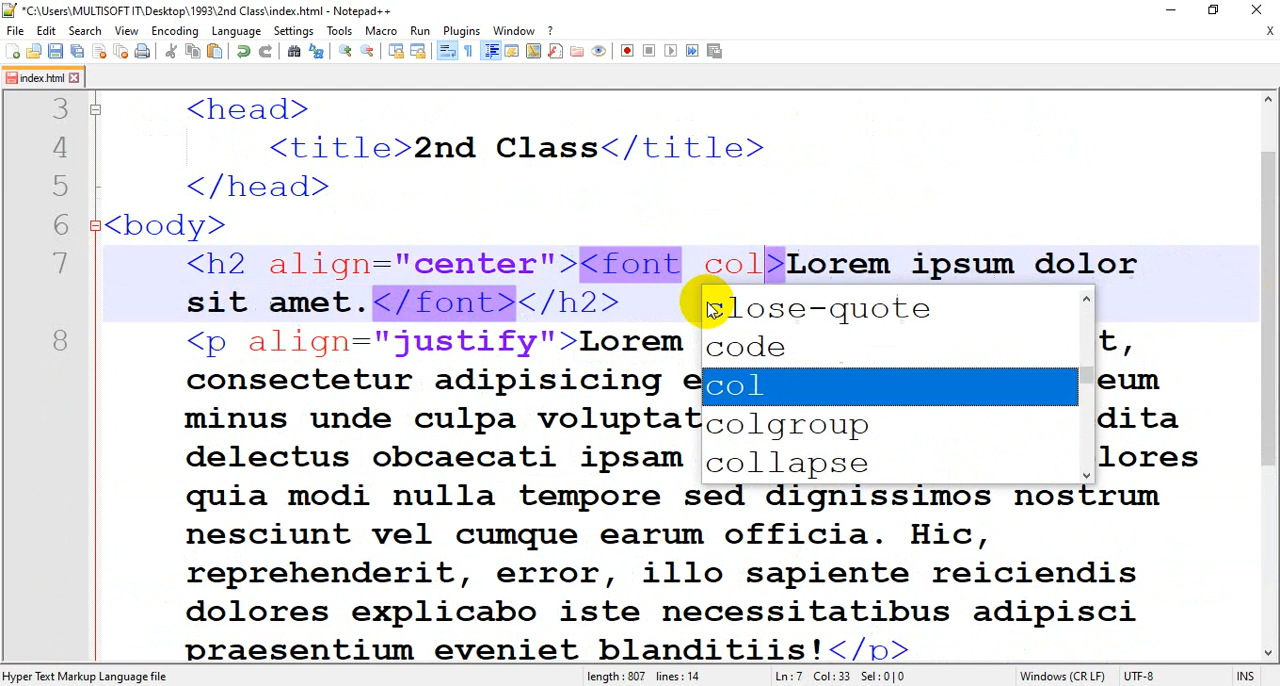 *C:\Users\MULTISOFT IT\Desktop\1993\2nd Class\index.html - Notepad++
File Edit Search View Encoding Language Settings Tools Macro Run Plugins Window ? X
index.html
3 <head>
4 <title>2nd Class</title>
5 </head>
6 <body>
7 <h2 align="center"><font col>Lorem ipsum dolor
sit amet.</font></h2>
close-quote
code
col
colgroup
collapse
8 <p align="justify">Lorem t,
consectetur adipisicing e eum
minus unde culpa voluptat dita
delectus obcaecati ipsam lores
quia modi nulla tempore sed dignissimos nostrum
nesciunt vel cumque earum officia. Hic,
reprehenderit, error, illo sapiente reiciendis
dolores explicabo iste necessitatibus adipisci
praesentium eveniet blanditiis!</p>
Hyper Text Markup Language file length : 807 lines : 14 Ln : 7 Col : 33 Sel : 0 | 0 Windows (CR LF) UTF-8 INS